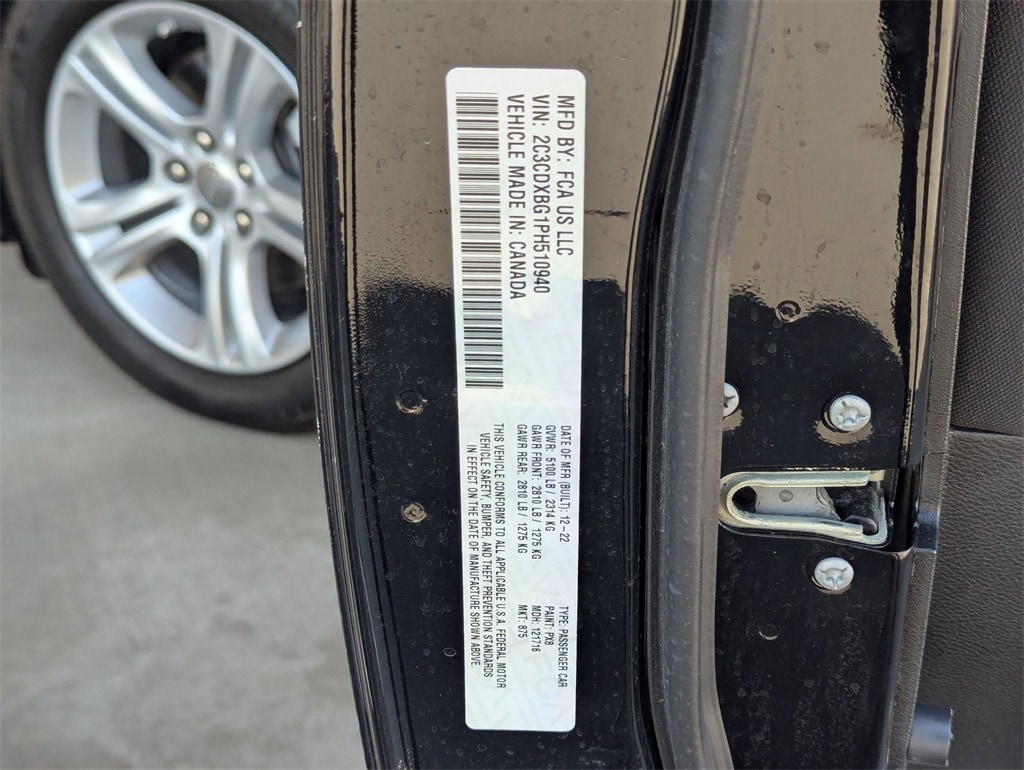 MFD BY: FCA US LLC
VIN: 2C3CDXBG1PH510940
VEHICLE MADE IN: CANADA
DATE OF MFR (BUILT): 12-22
GVWR: 5100 LB / 2314 KG
GAWR FRONT: 2810 LB / 1275 KG
GAWR REAR: 2810 LB / 1275 KG
THIS VEHICLE CONFORMS TO ALL APPLICABLE U.S.A. FEDERAL MOTOR
VEHICLE SAFETY, BUMPER, AND THEFT PREVENTION STANDARDS
IN EFFECT ON THE DATE OF MANUFACTURE SHOWN ABOVE.
TYPE: PASSENGER CAR
PAINT: PX8
MDH: 121716
MKT: 875